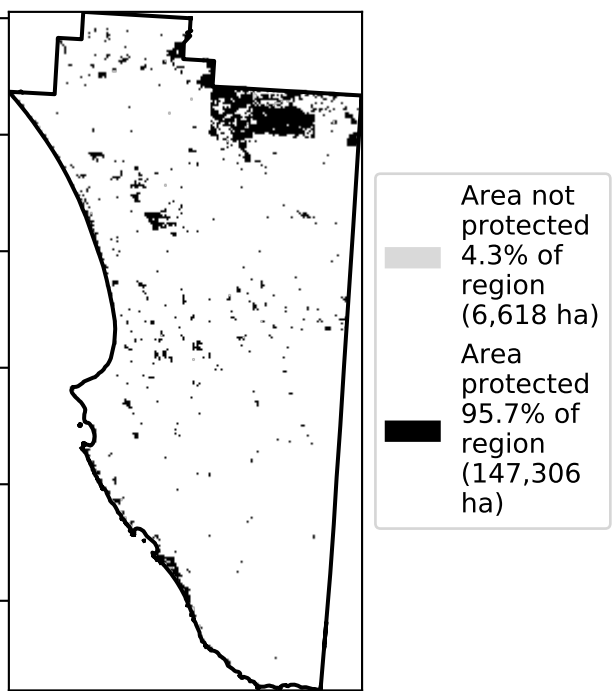 Area not
protected
4.3% of
region
(6,618 ha)
Area
protected
95.7% of
region
(147,306
ha)